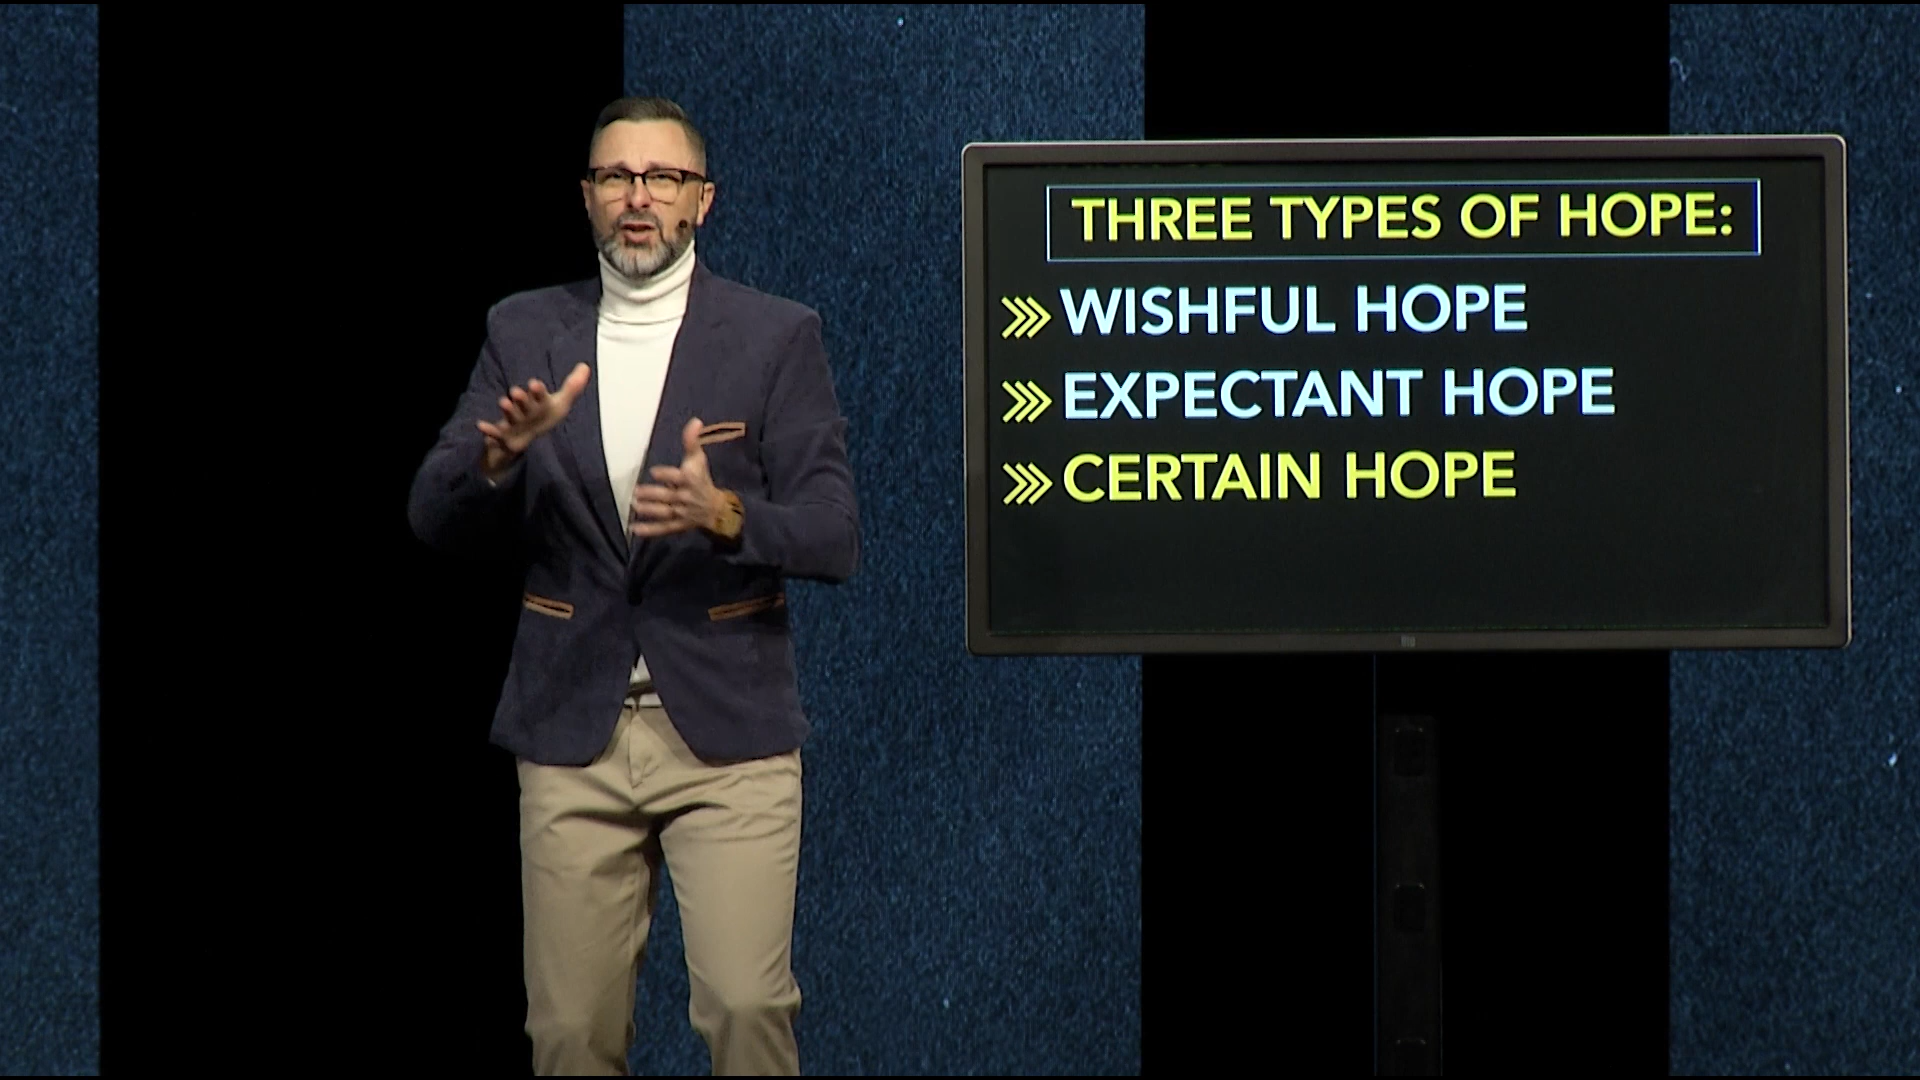 THREE TYPES OF HOPE:
WISHFUL HOPE
EXPECTANT HOPE
CERTAIN HOPE